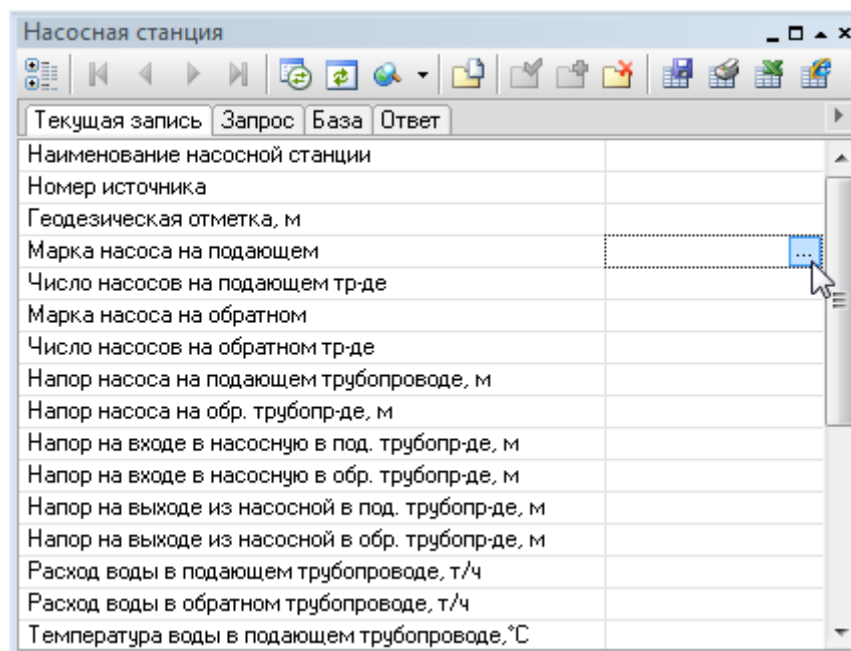 Насосная станция
Текущая запись Запрос База Ответ
Наименование насосной станции
Номер источника
Геодезическая отметка, м
Марка насоса на подающем ...
Число насосов на подающем тр-де
Марка насоса на обратном
Число насосов на обратном тр-де
Напор насоса на подающем трубопроводе, м
Напор насоса на обр. трубопр-де, м
Напор на входе в насосную в под. трубопр-де, м
Напор на входе в насосную в обр. трубопр-де, м
Напор на выходе из насосной в под. трубопр-де, м
Напор на выходе из насосной в обр. трубопр-де, м
Расход воды в подающем трубопроводе, т/ч
Расход воды в обратном трубопроводе, т/ч
Температура воды в подающем трубопроводе,°C